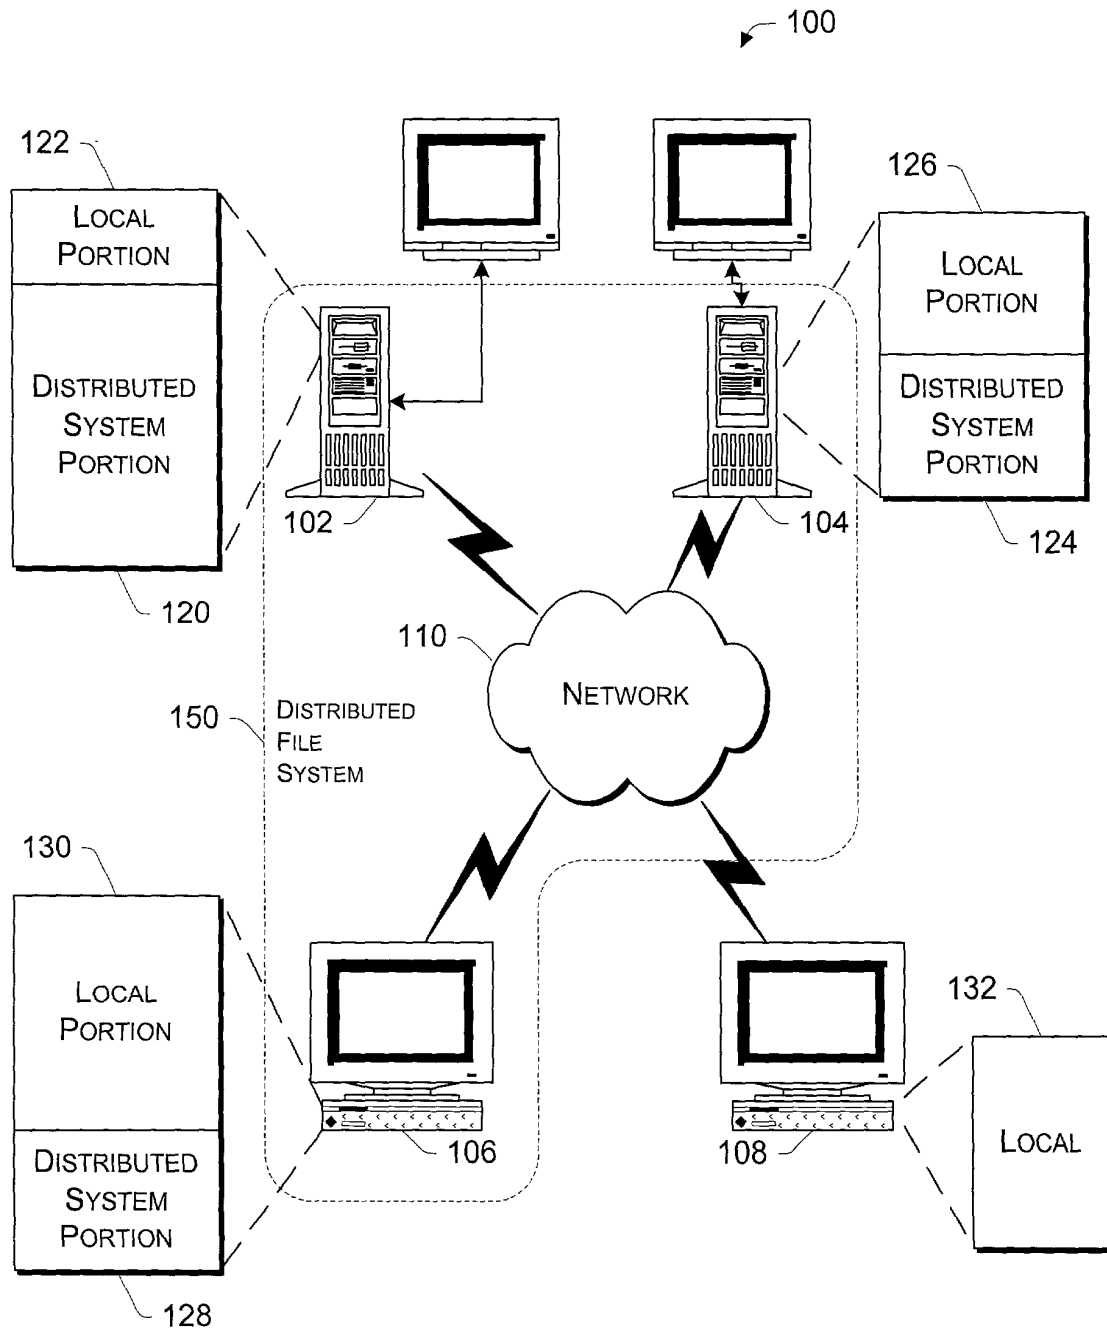 100
122
LOCAL
PORTION
DISTRIBUTED
SYSTEM
PORTION
120
126
LOCAL
PORTION
DISTRIBUTED
SYSTEM
PORTION
124
102
104
110
NETWORK
150
DISTRIBUTED
FILE
SYSTEM
130
LOCAL
PORTION
DISTRIBUTED
SYSTEM
PORTION
128
106
108
132
LOCAL